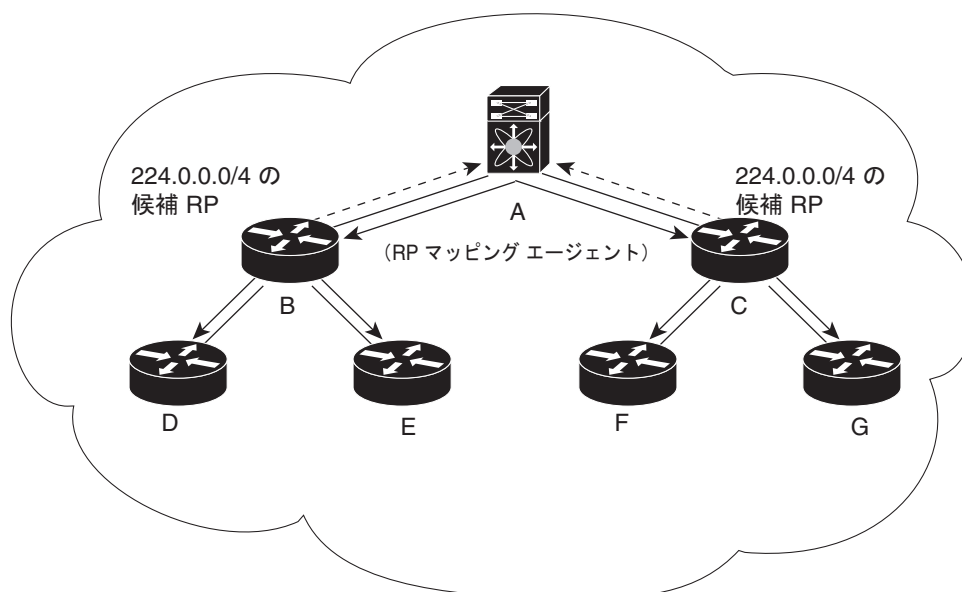 224.0.0.0/4 の
候補 RP
224.0.0.0/4 の
候補 RP
A
（RP マッピング エージェント）
B
C
D
E
F
G